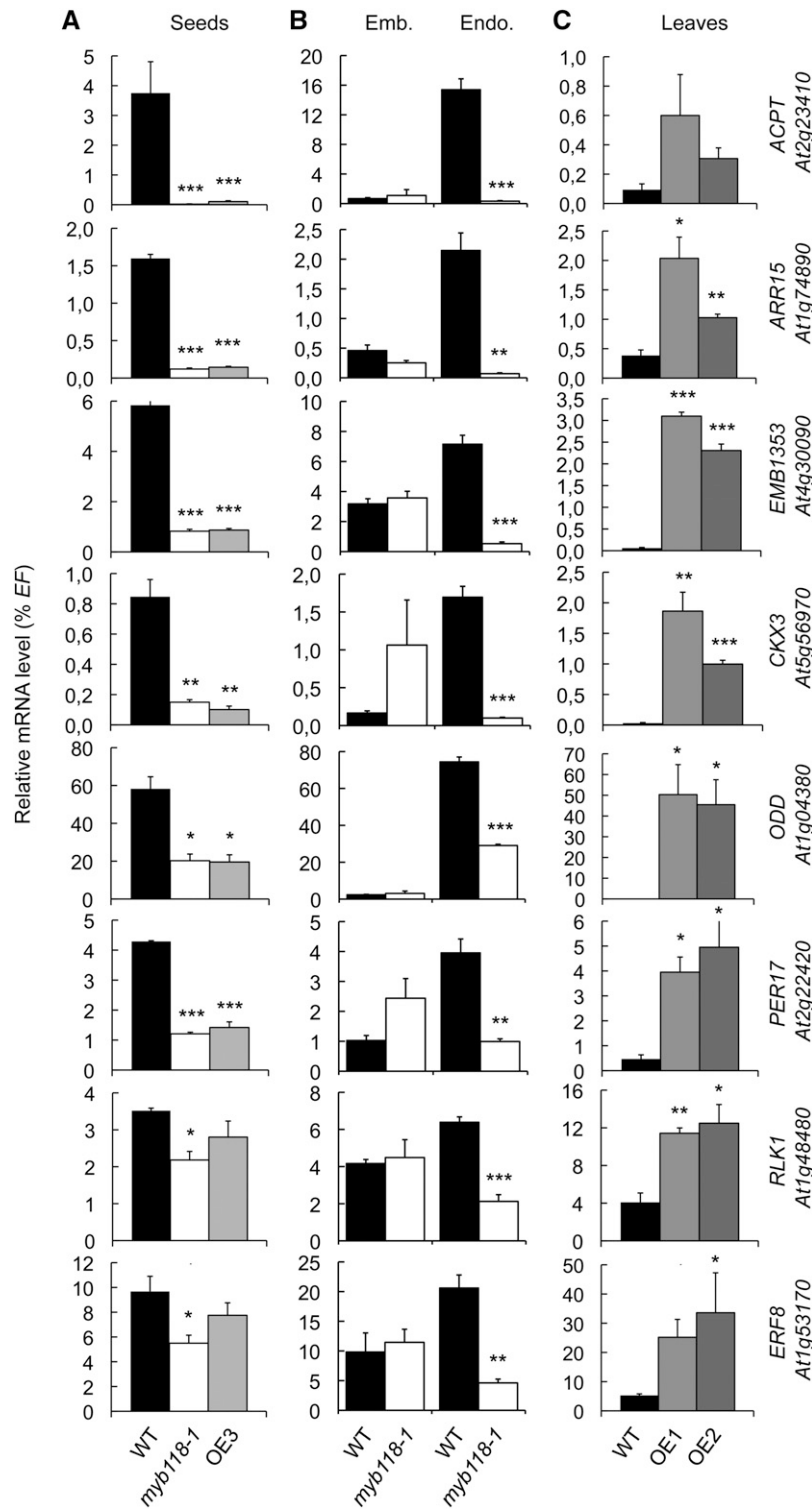 A Seeds B Emb. Endo. C Leaves
Relative mRNA level (% EF)
5 20 1,0
4 16 0,8
3 12 0,6
2 8 0,4
1 4 0,2
0 0 0,0
*** *** ***
ACPT
At2g23410
2,0 2,5 2,5
1,5 2,0 2,0
1,0 1,5 1,5
0,5 1,0 1,0
0,0 0,5 0,5
0,0 0,0
*** *** ** * **
ARR15
At1g74890
6 10 3,5
4 8 3,0
2 6 2,5
0 4 2,0
2 1,5
0 1,0
0,5
0,0
*** *** *** *** ***
EMB1353
At4g30090
1,0 2,5 2,5
0,8 2,0 2,0
0,6 1,5 1,5
0,4 1,0 1,0
0,2 0,5 0,5
0,0 0,0 0,0
** ** *** ** ***
CKX3
At5g56970
80 80 70
60 60 60
40 40 50
20 20 40
0 0 30
20
10
0
* * *** * *
ODD
At1g04380
5 5 6
4 4 5
3 3 4
2 2 3
1 1 2
0 0 1
0
*** *** ** * *
PER17
At2g22420
4 8 16
3 6 12
2 4 8
1 2 4
0 0 0
* *** ** *
RLK1
At1g48480
12 25 50
10 20 40
8 15 30
6 10 20
4 5 10
2 0 0
0
* ** *
ERF8
At1g53170
WT myb118-1 OE3 WT myb118-1 WT myb118-1 WT OE1 OE2